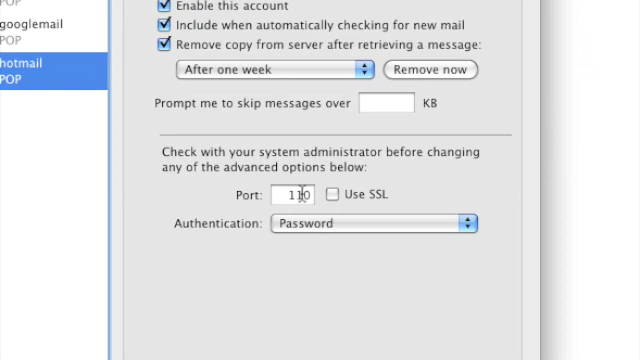 POP
googlemail
POP
hotmail
POP
Enable this account
Include when automatically checking for new mail
Remove copy from server after retrieving a message:
After one week Remove now
Prompt me to skip messages over KB
Check with your system administrator before changing
any of the advanced options below:
Port: 110 Use SSL
Authentication: Password